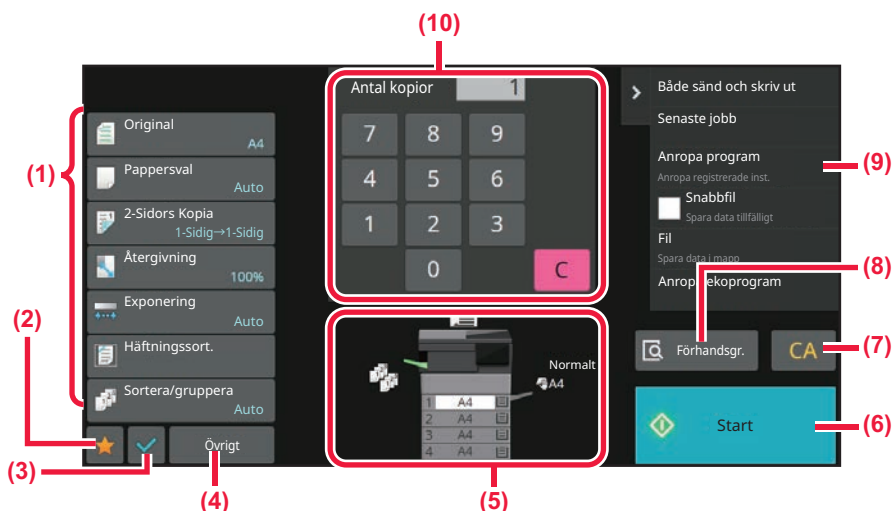 (10)
Antal kopior 1
7 8 9
4 5 6
1 2 3
0 C
(1)
Original
A4
Pappersval
Auto
2-Sidors Kopia
1-Sidig→1-Sidig
Återgivning
100%
Exponering
Auto
Häftningssort.
Sortera/gruppera
Auto
(2)
(3)
Övrigt
(4)
Normalt
A4
1 A4
2 A4
3 A4
4 A4
(5)
Både sänd och skriv ut
Senaste jobb
Anropa program
Anropa registrerade inst.
(9)
Snabbfil
Spara data tillfälligt
Fil
Spara data i mapp
(8)
Anrop ekoprogram
Förhandsgr.
CA
(7)
Start
(6)